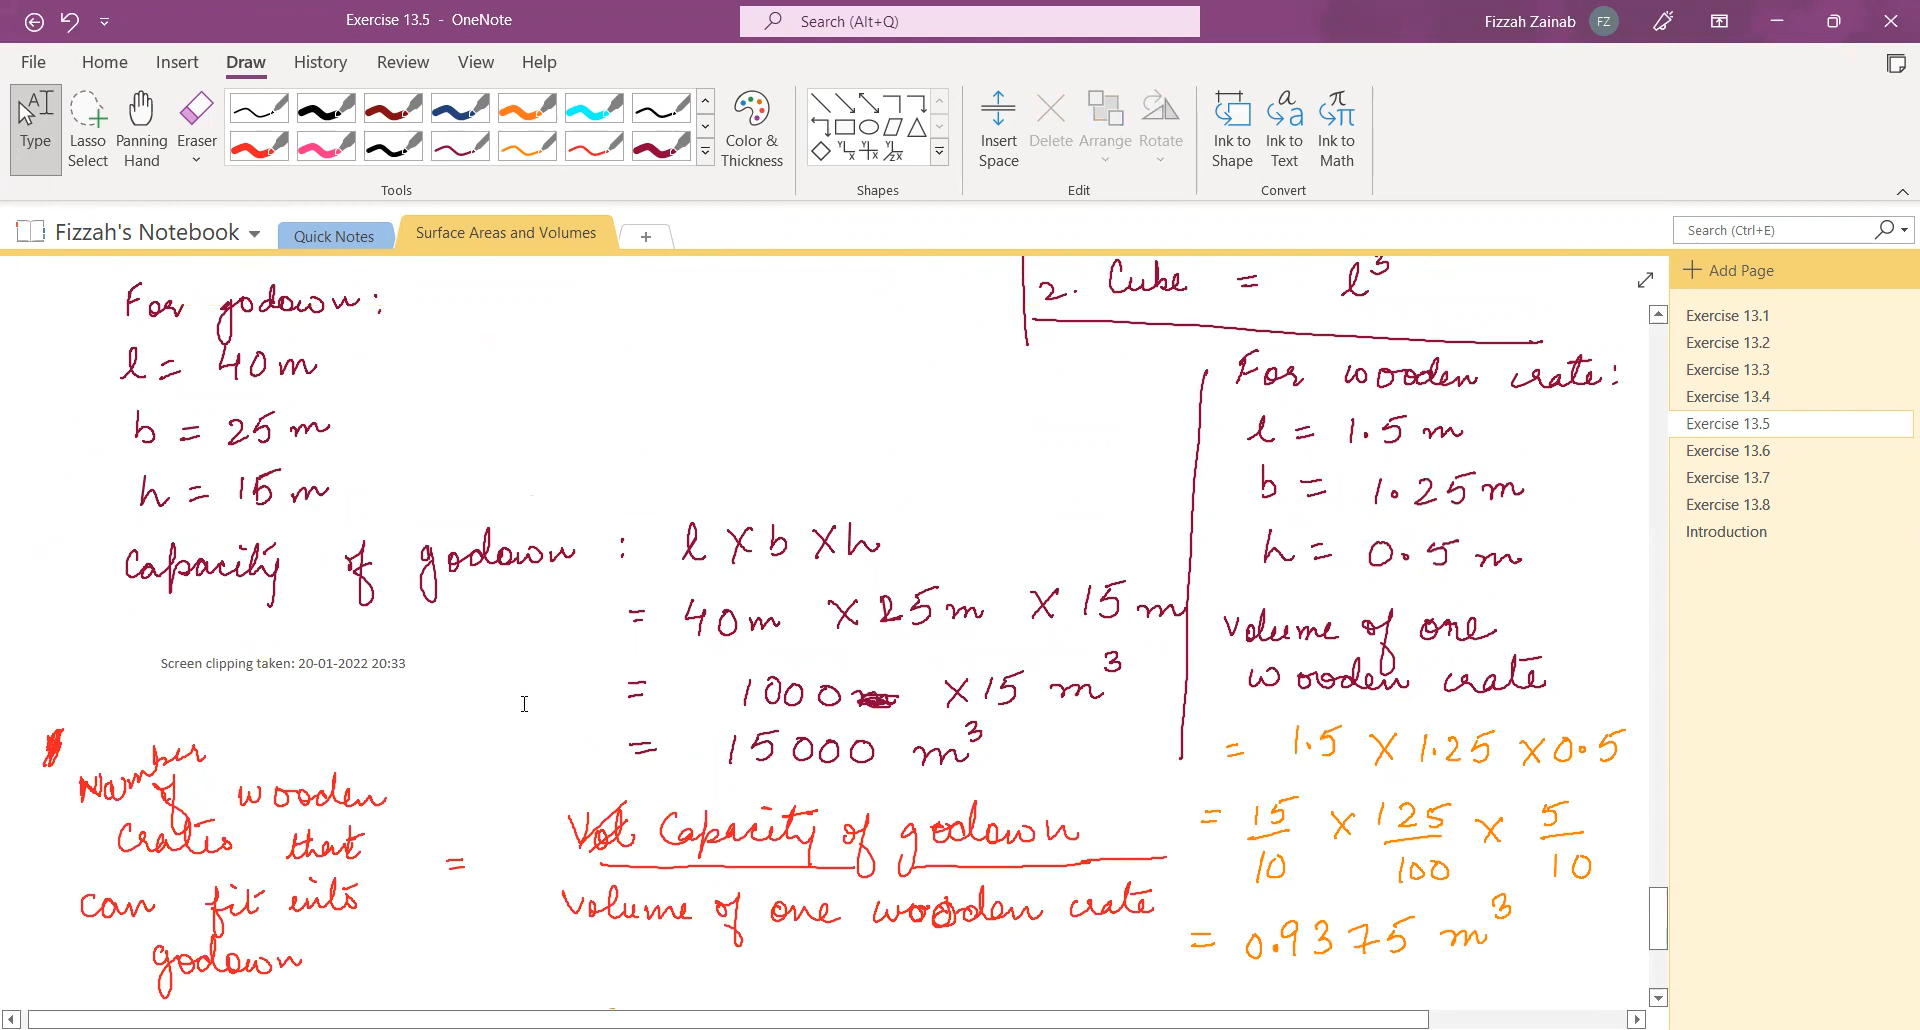 Exercise 13.5 - OneNote
Search (Alt+Q)
Fizzah Zainab
FZ
File Home Insert Draw History Review View Help
Type
Lasso Select
Panning Hand
Eraser
Color & Thickness
Insert Space
Delete
Arrange
Rotate
Ink to Shape
Ink to Text
Ink to Math
Tools
Shapes
Edit
Convert
Fizzah's Notebook
Quick Notes
Surface Areas and Volumes
+
Search (Ctrl+E)
Add Page
Exercise 13.1
Exercise 13.2
Exercise 13.3
Exercise 13.4
Exercise 13.5
Exercise 13.6
Exercise 13.7
Exercise 13.8
Introduction
2. Cube = l³
For godown:
l = 40 m
b = 25 m
h = 15 m
Capacity of godown : l X b X h
= 40m X 25m X 15m
= 1000 X 15 m³
= 15000 m³
Screen clipping taken: 20-01-2022 20:33
For wooden crate:
l = 1.5 m
b = 1.25m
h = 0.5 m
Volume of one
wooden crate
= 1.5 X 1.25 X 0.5
= 15/10 X 125/100 X 5/10
= 0.9375 m³
Number
of wooden
crates that
can fit into
godown
=
Capacity of godown
Volume of one wooden crate